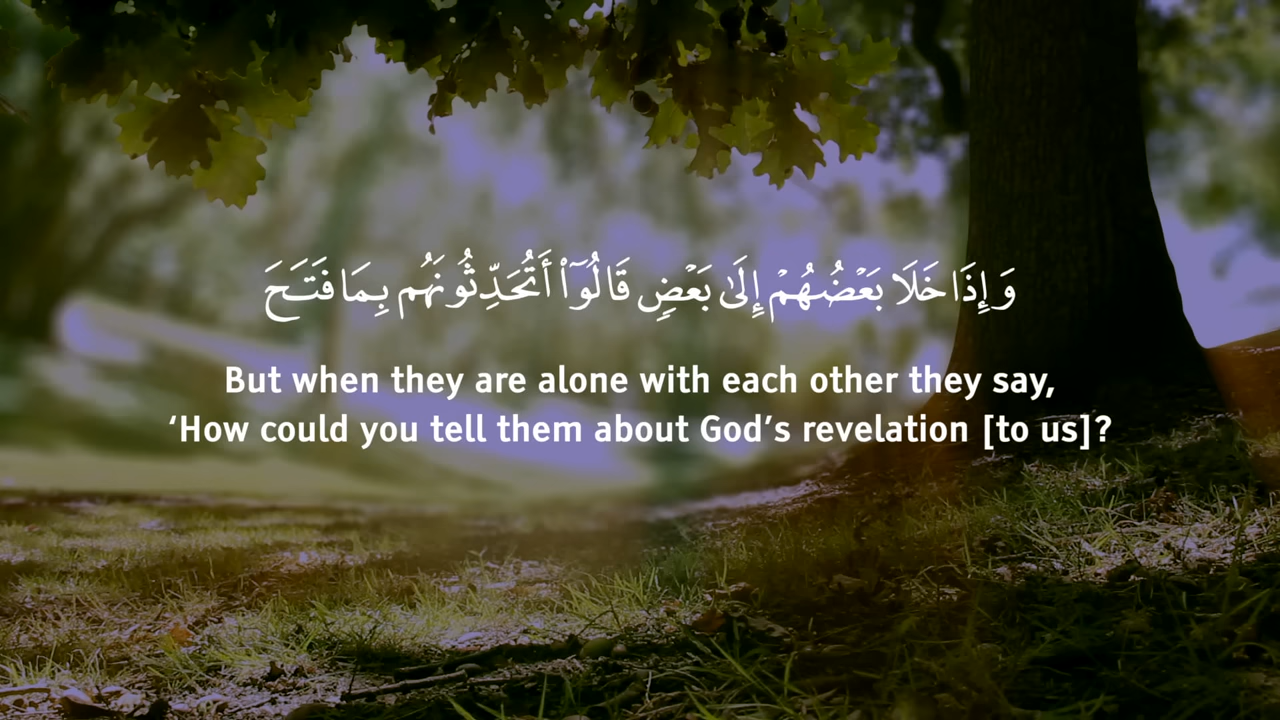 وَإِذَا خَلَا بَعْضُهُمْ إِلَىٰ بَعْضٍ قَالُوٓا۟ أَتُحَدِّثُونَهُم بِمَا فَتَحَ
But when they are alone with each other they say,
‘How could you tell them about God’s revelation [to us]?